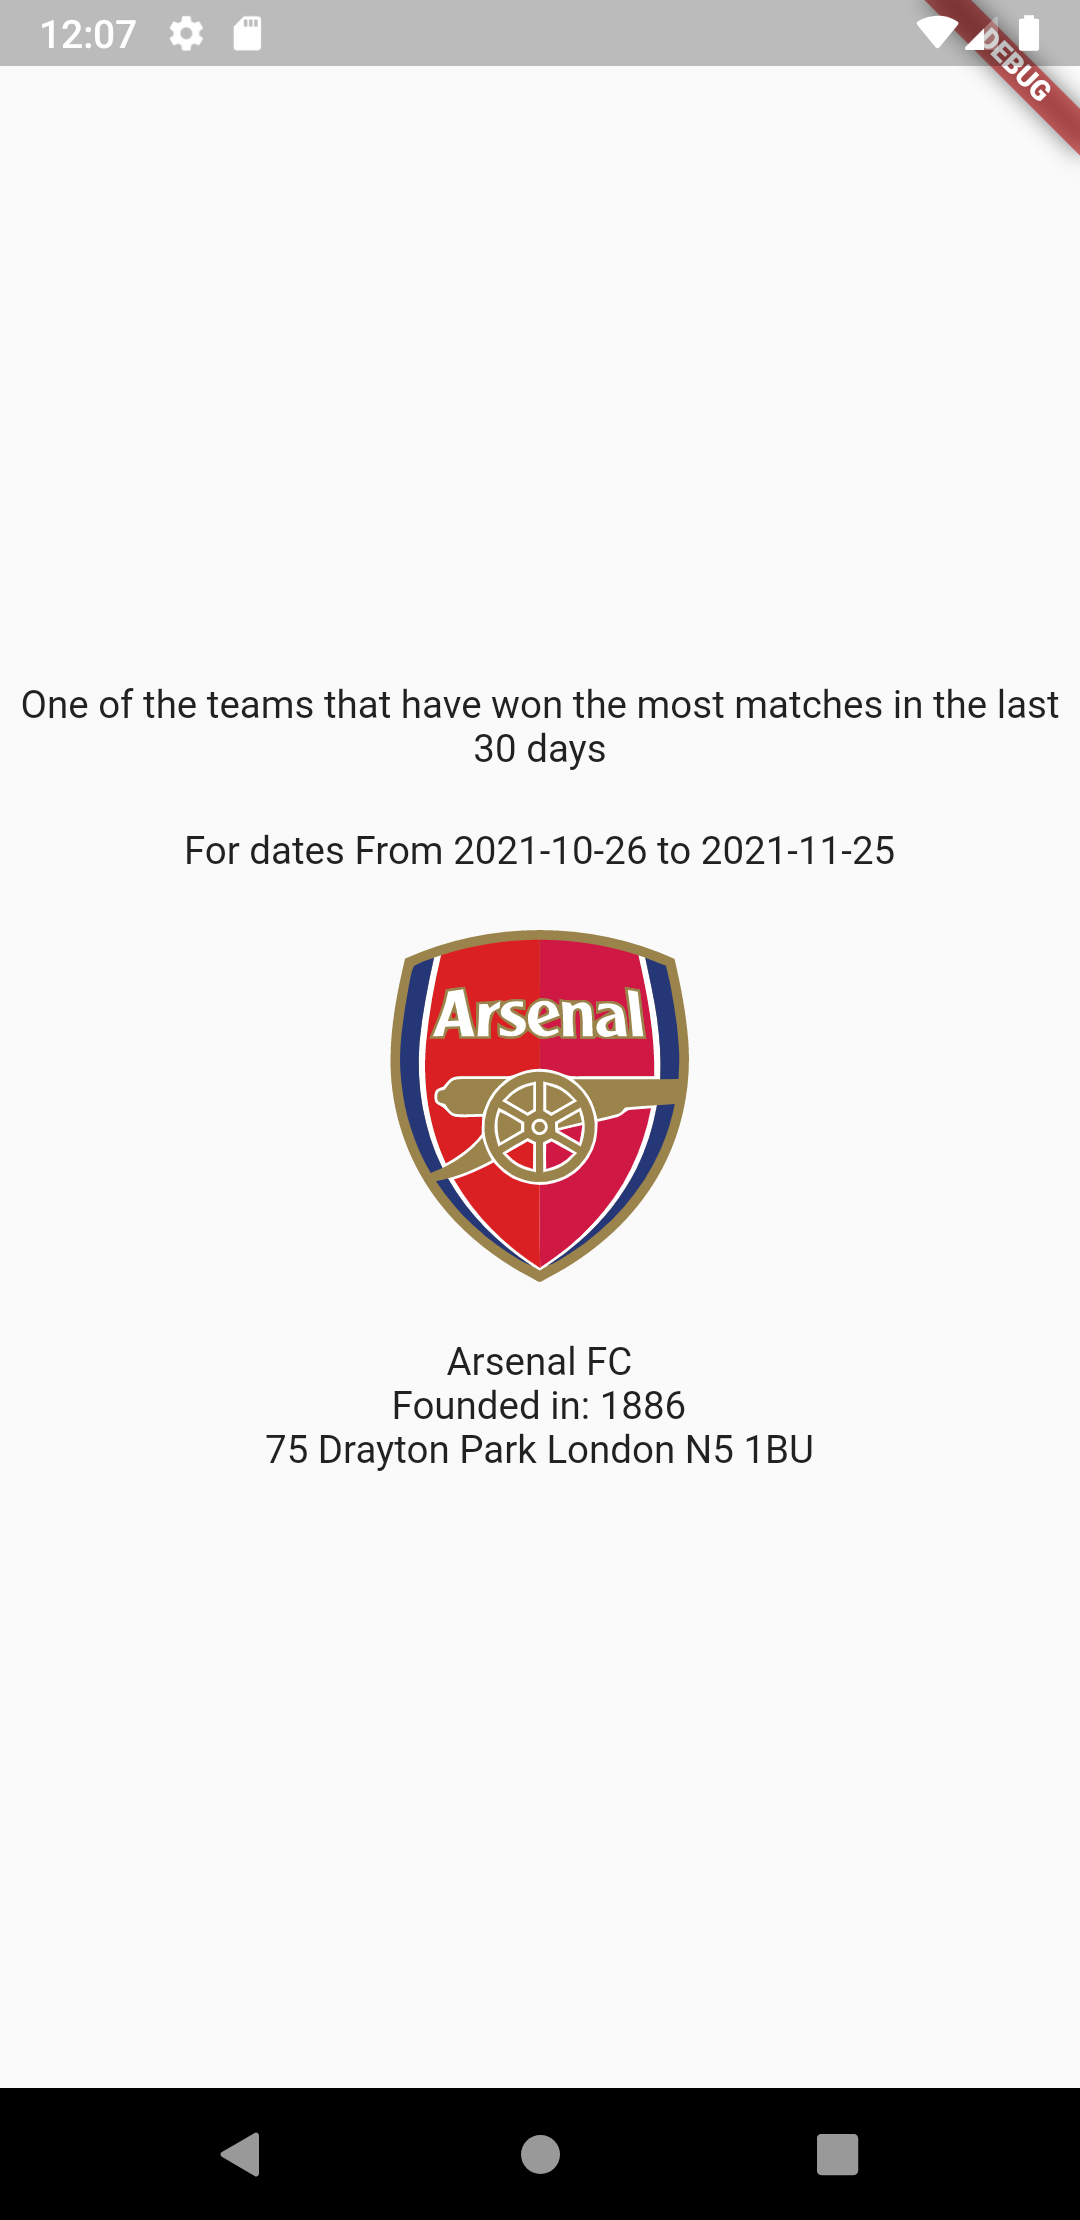 12:07
DEBUG
One of the teams that have won the most matches in the last
30 days
For dates From 2021-10-26 to 2021-11-25
Arsenal
Arsenal FC
Founded in: 1886
75 Drayton Park London N5 1BU